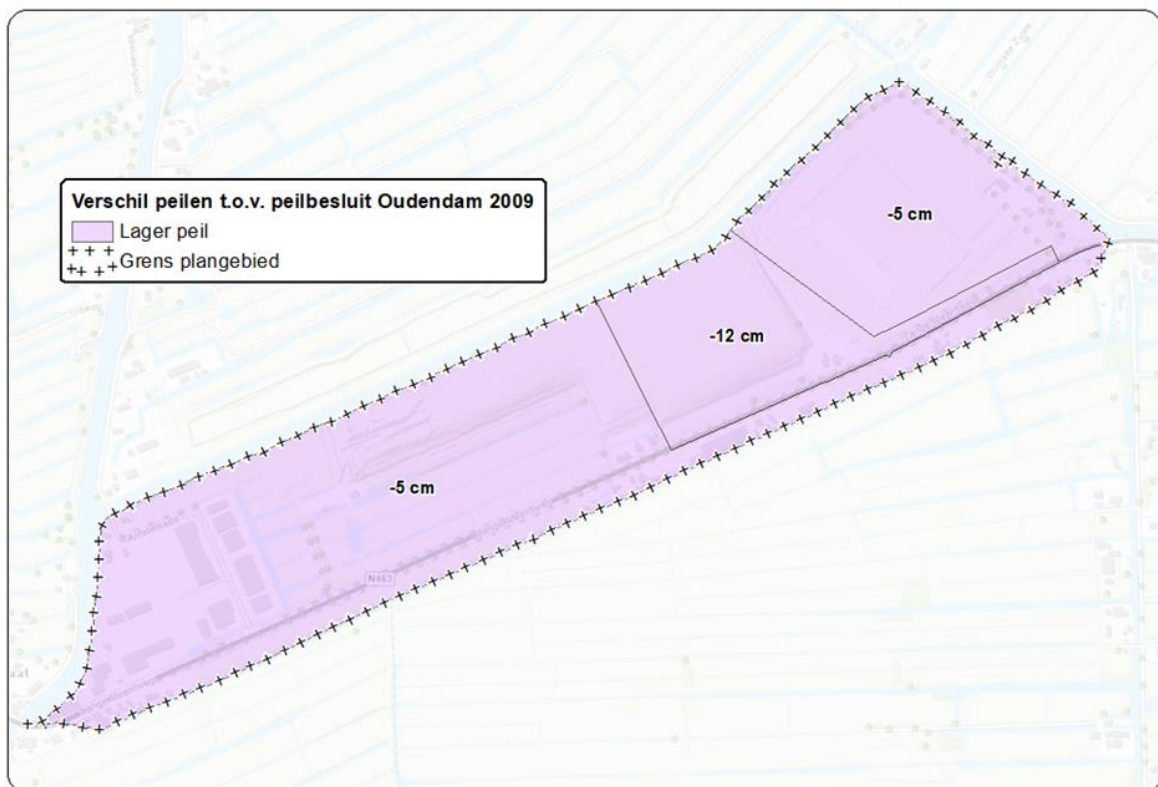 Verschil peilen t.o.v. peilbesluit Oudendam 2009
Lager peil
Grens plangebied
-5 cm
-12 cm
-5 cm
N463